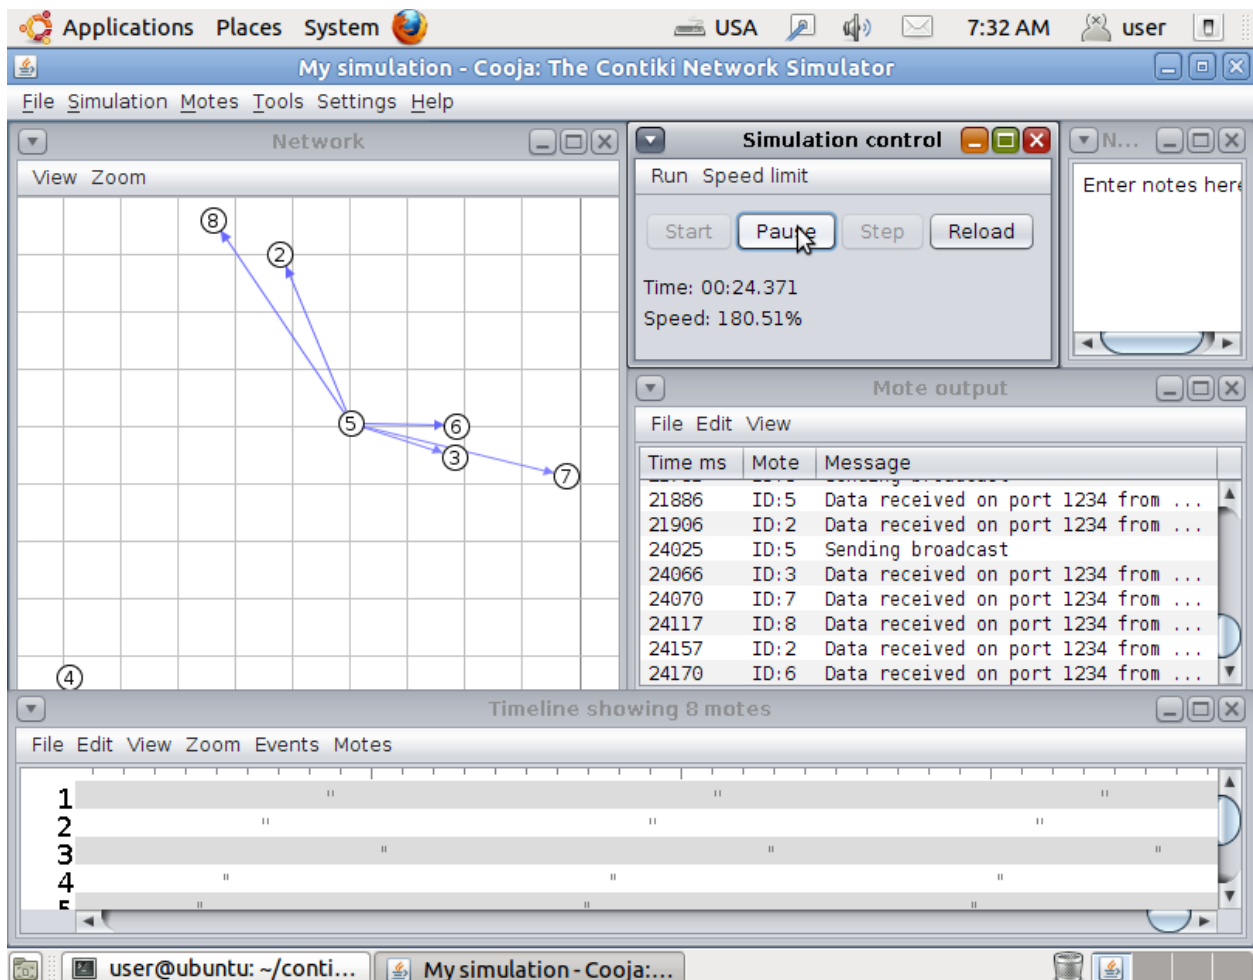 Applications Places System USA 7:32 AM user
My simulation - Cooja: The Contiki Network Simulator
File Simulation Motes Tools Settings Help
Network
View Zoom
8
2
5
6
3
7
4
Simulation control
Run Speed limit
Start Pause Step Reload
Time: 00:24.371
Speed: 180.51%
N...
Enter notes here
Mote output
File Edit View
Time ms Mote Message
21886 ID:5 Data received on port 1234 from ...
21906 ID:2 Data received on port 1234 from ...
24025 ID:5 Sending broadcast
24066 ID:3 Data received on port 1234 from ...
24070 ID:7 Data received on port 1234 from ...
24117 ID:8 Data received on port 1234 from ...
24157 ID:2 Data received on port 1234 from ...
24170 ID:6 Data received on port 1234 from ...
Timeline showing 8 motes
File Edit View Zoom Events Motes
1
2
3
4
5
user@ubuntu: ~/conti... My simulation - Cooja:...